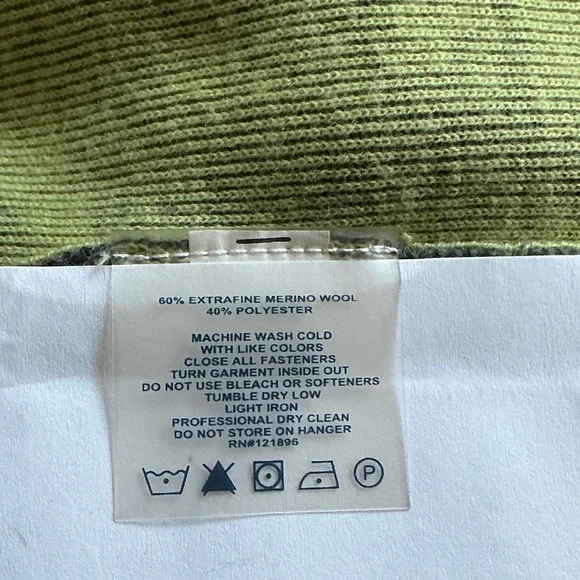 60% EXTRAFINE MERINO WOOL
40% POLYESTER
MACHINE WASH COLD
WITH LIKE COLORS
CLOSE ALL FASTENERS
TURN GARMENT INSIDE OUT
DO NOT USE BLEACH OR SOFTENERS
TUMBLE DRY LOW
LIGHT IRON
PROFESSIONAL DRY CLEAN
DO NOT STORE ON HANGER
RN#121896
P